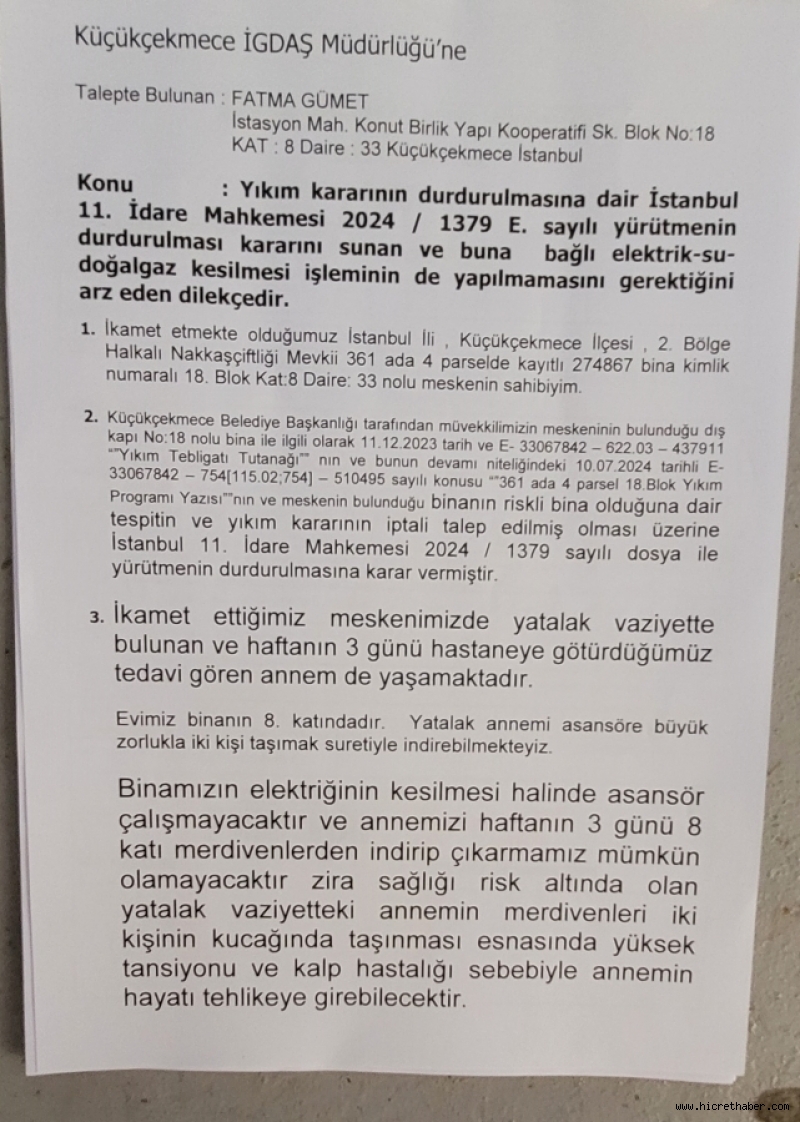 Küçükçekmece İGDAŞ Müdürlüğü'ne
Talepte Bulunan : FATMA GÜMET
İstasyon Mah. Konut Birlik Yapı Kooperatifi Sk. Blok No:18
KAT : 8 Daire : 33 Küçükçekmece İstanbul
Konu : Yıkım kararının durdurulmasına dair İstanbul
11. İdare Mahkemesi 2024 / 1379 E. sayılı yürütmenin
durdurulması kararını sunan ve buna bağlı elektrik-su-
doğalgaz kesilmesi işleminin de yapılmamasını gerektiğini
arz eden dilekçedir.
1. İkamet etmekte olduğumuz İstanbul İli , Küçükçekmece İlçesi , 2. Bölge
Halkalı Nakkaşçiftliği Mevkii 361 ada 4 parselde kayıtlı 274867 bina kimlik
numaralı 18. Blok Kat:8 Daire: 33 nolu meskenin sahibiyim.
2. Küçükçekmece Belediye Başkanlığı tarafından müvekkilimizin meskeninin bulunduğu dış
kapı No:18 nolu bina ile ilgili olarak 11.12.2023 tarih ve E- 33067842 – 622.03 – 437911
“”Yıkım Tebligatı Tutanağı”” nın ve bunun devamı niteliğindeki 10.07.2024 tarihli E-
33067842 – 754[115.02;754] – 510495 sayılı konusu “”361 ada 4 parsel 18.Blok Yıkım
Programı Yazısı””nın ve meskenin bulunduğu binanın riskli bina olduğuna dair
tespitin ve yıkım kararının iptali talep edilmiş olması üzerine
İstanbul 11. İdare Mahkemesi 2024 / 1379 sayılı dosya ile
yürütmenin durdurulmasına karar vermiştir.
3. İkamet ettiğimiz meskenimizde yatalak vaziyette
bulunan ve haftanın 3 günü hastaneye götürdüğümüz
tedavi gören annem de yaşamaktadır.
Evimiz binanın 8. katındadır. Yatalak annemi asansöre büyük
zorlukla iki kişi taşımak suretiyle indirebilmekteyiz.
Binamızın elektriğinin kesilmesi halinde asansör
çalışmayacaktır ve annemizi haftanın 3 günü 8
katı merdivenlerden indirip çıkarmamız mümkün
olamayacaktır zira sağlığı risk altında olan
yatalak vaziyetteki annemin merdivenleri iki
kişinin kucağında taşınması esnasında yüksek
tansiyonu ve kalp hastalığı sebebiyle annemin
hayatı tehlikeye girebilecektir.
www.hicrethaber.com